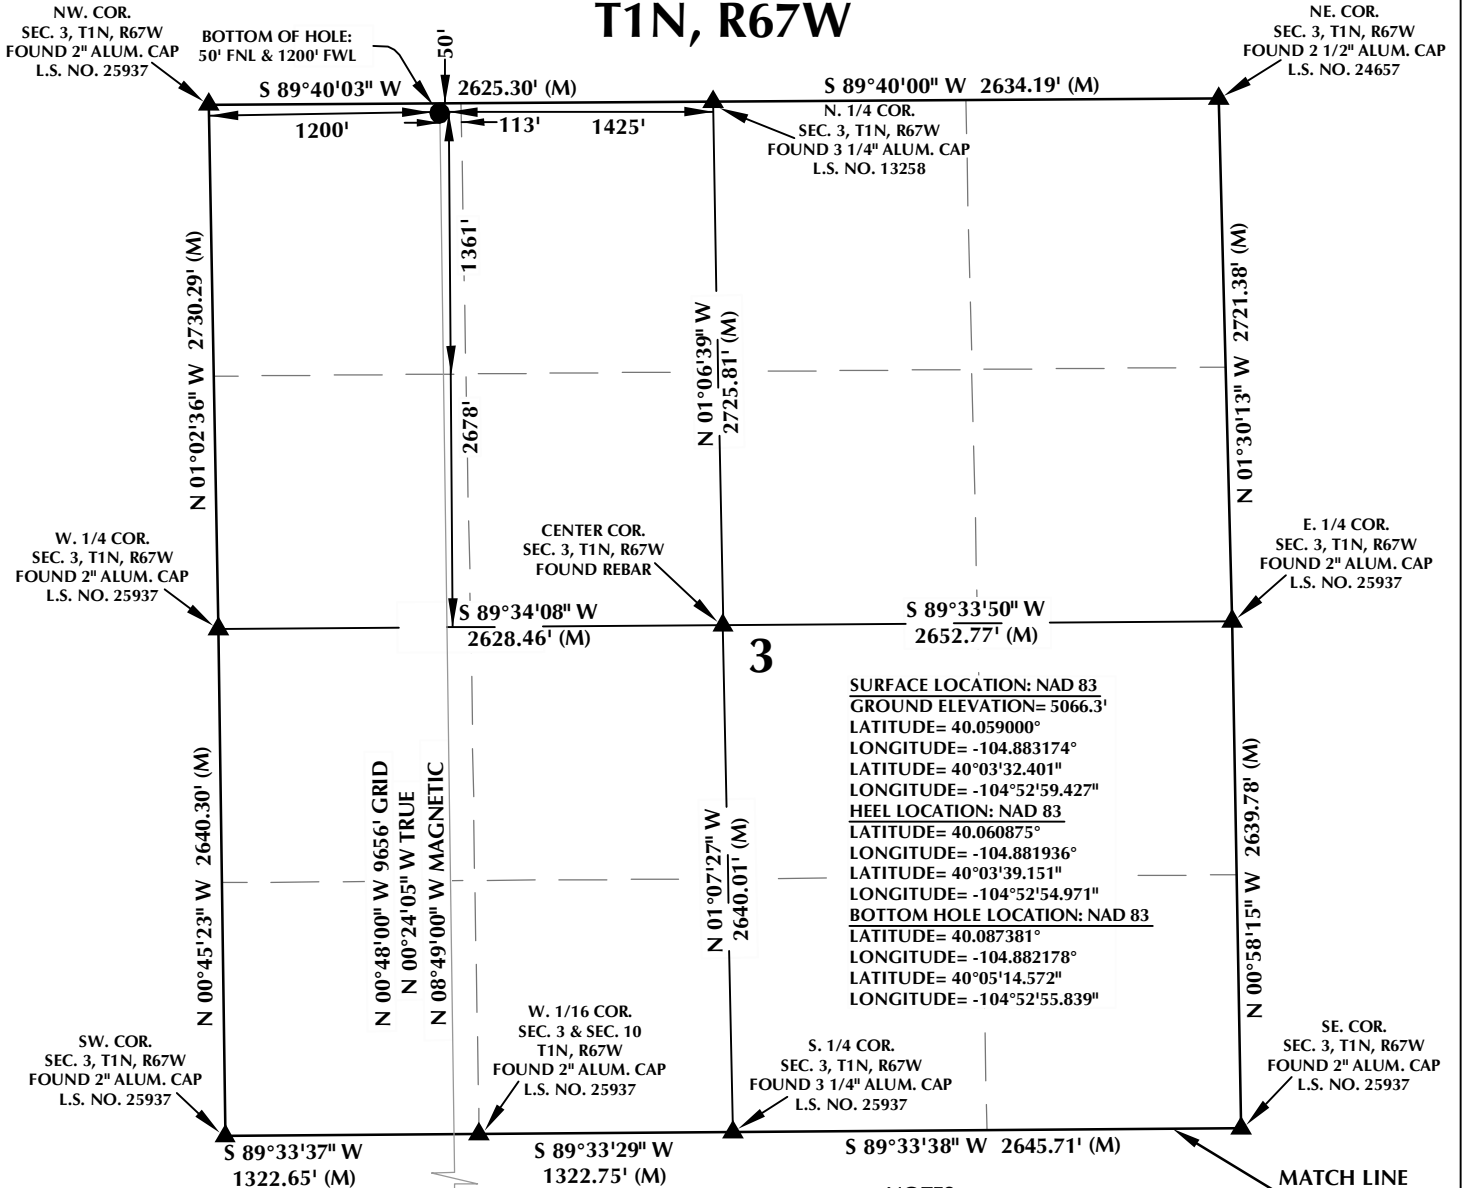 T1N, R67W
NW. COR.
SEC. 3, T1N, R67W
FOUND 2" ALUM. CAP
L.S. NO. 25937
BOTTOM OF HOLE:
50' FNL & 1200' FWL
50'
NE. COR.
SEC. 3, T1N, R67W
FOUND 2 1/2" ALUM. CAP
L.S. NO. 24657
S 89°40'03" W
2625.30' (M)
S 89°40'00" W 2634.19' (M)
1200'
113'
1425'
N. 1/4 COR.
SEC. 3, T1N, R67W
FOUND 3 1/4" ALUM. CAP
L.S. NO. 13258
N 01°02'36" W 2730.29' (M)
1361'
2678'
N 01°06'39" W
2725.81' (M)
N 01°30'13" W 2721.38' (M)
W. 1/4 COR.
SEC. 3, T1N, R67W
FOUND 2" ALUM. CAP
L.S. NO. 25937
CENTER COR.
SEC. 3, T1N, R67W
FOUND REBAR
E. 1/4 COR.
SEC. 3, T1N, R67W
FOUND 2" ALUM. CAP
L.S. NO. 25937
S 89°34'08" W
2628.46' (M)
S 89°33'50" W
2652.77' (M)
3
SURFACE LOCATION: NAD 83
GROUND ELEVATION= 5066.3'
LATITUDE= 40.059000°
LONGITUDE= -104.883174°
LATITUDE= 40°03'32.401"
LONGITUDE= -104°52'59.427"
HEEL LOCATION: NAD 83
LATITUDE= 40.060875°
LONGITUDE= -104.881936°
LATITUDE= 40°03'39.151"
LONGITUDE= -104°52'54.971"
BOTTOM HOLE LOCATION: NAD 83
LATITUDE= 40.087381°
LONGITUDE= -104.882178°
LATITUDE= 40°05'14.572"
LONGITUDE= -104°52'55.839"
N 00°45'23" W 2640.30' (M)
N 00°48'00" W 9656' GRID
N 00°24'05" W TRUE
N 08°49'00" W MAGNETIC
N 01°07'27" W
2640.01' (M)
N 00°58'15" W 2639.78' (M)
SW. COR.
SEC. 3, T1N, R67W
FOUND 2" ALUM. CAP
L.S. NO. 25937
W. 1/16 COR.
SEC. 3 & SEC. 10
T1N, R67W
FOUND 2" ALUM. CAP
L.S. NO. 25937
S. 1/4 COR.
SEC. 3, T1N, R67W
FOUND 3 1/4" ALUM. CAP
L.S. NO. 25937
SE. COR.
SEC. 3, T1N, R67W
FOUND 2" ALUM. CAP
L.S. NO. 25937
S 89°33'37" W
1322.65' (M)
S 89°33'29" W
1322.75' (M)
S 89°33'38" W 2645.71' (M)
MATCH LINE